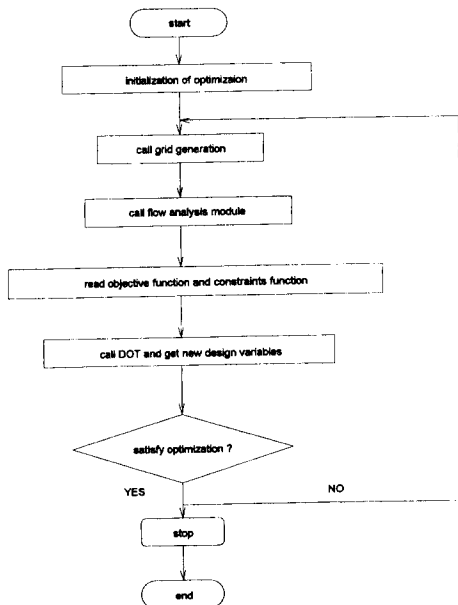 start
initialization of optimizaion
call grid generation
call flow analysis module
read objective function and constraints function
call DOT and get new design variables
satisfy optimization ?
YES
NO
stop
end